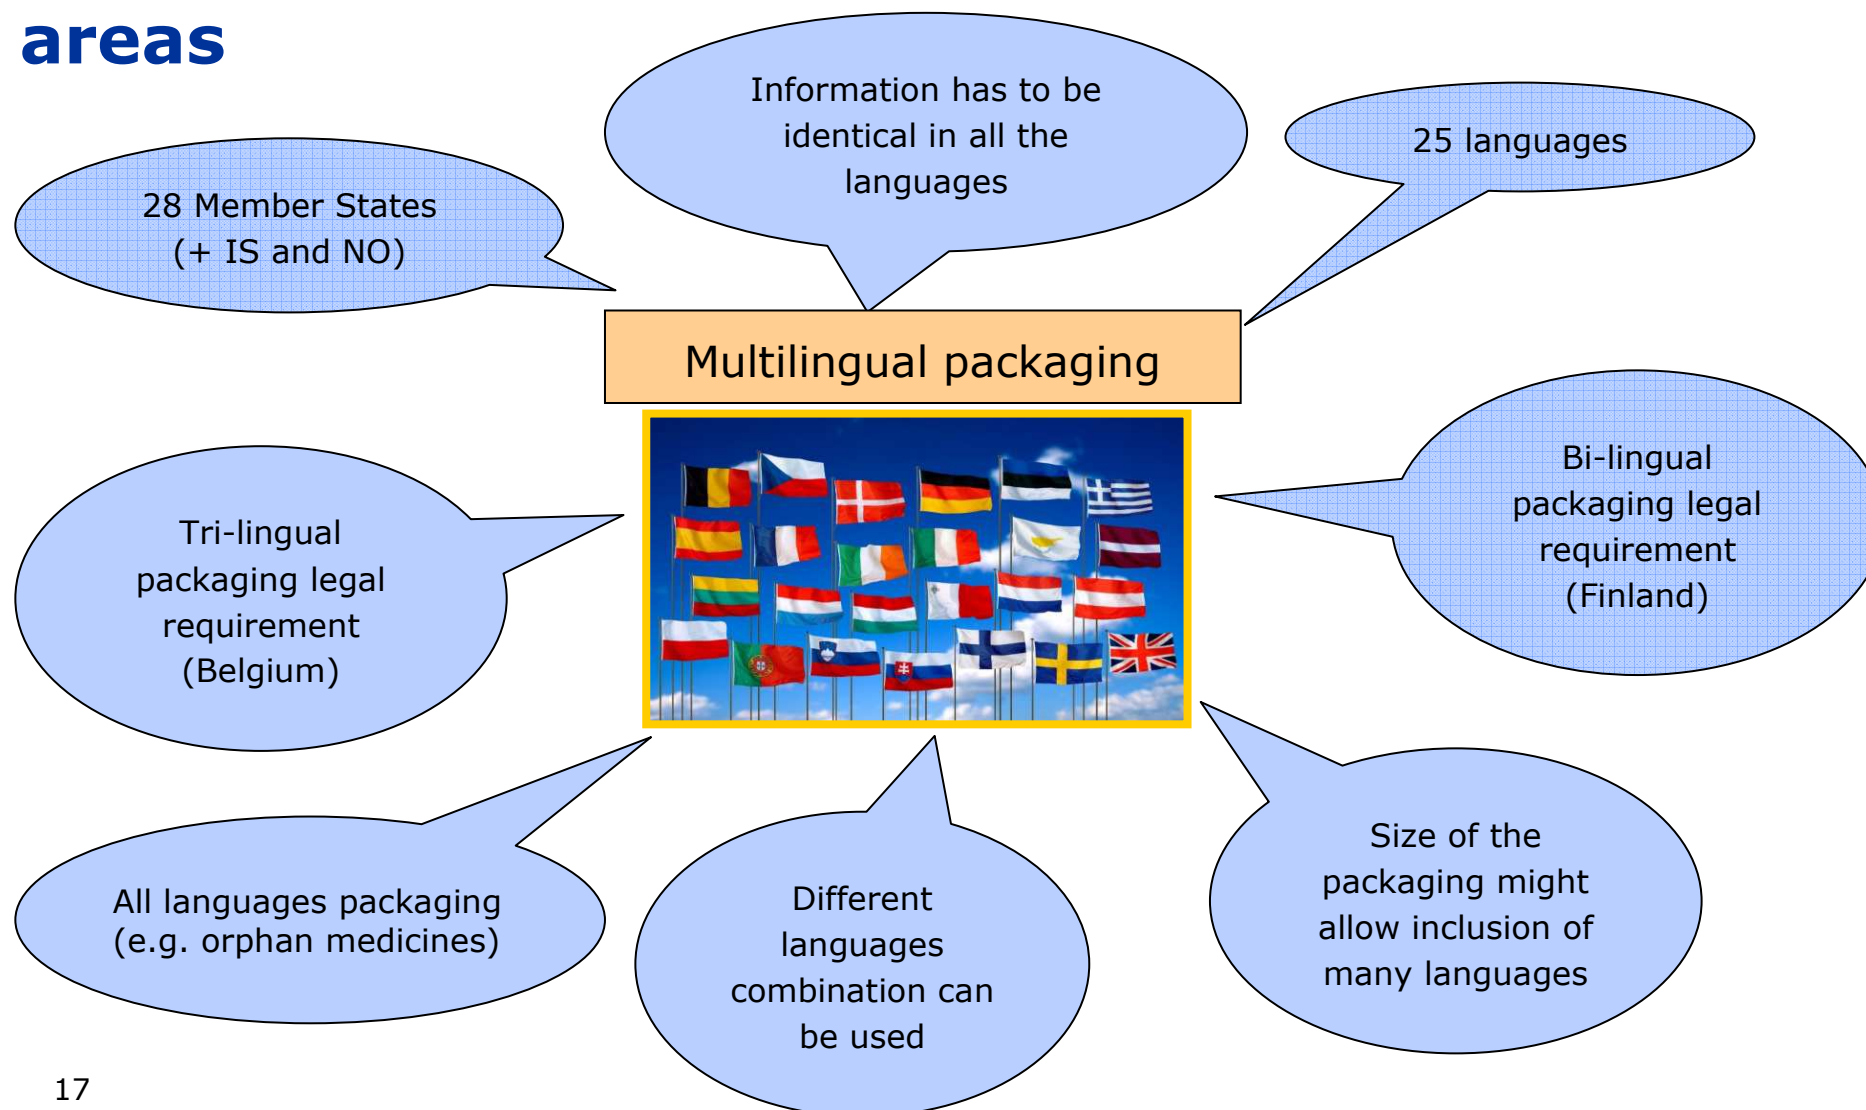 areas
Information has to be
identical in all the
languages
25 languages
28 Member States
(+ IS and NO)
Multilingual packaging
Tri-lingual
packaging legal
requirement
(Belgium)
Bi-lingual
packaging legal
requirement
(Finland)
All languages packaging
(e.g. orphan medicines)
Different
languages
combination can
be used
Size of the
packaging might
allow inclusion of
many languages
17